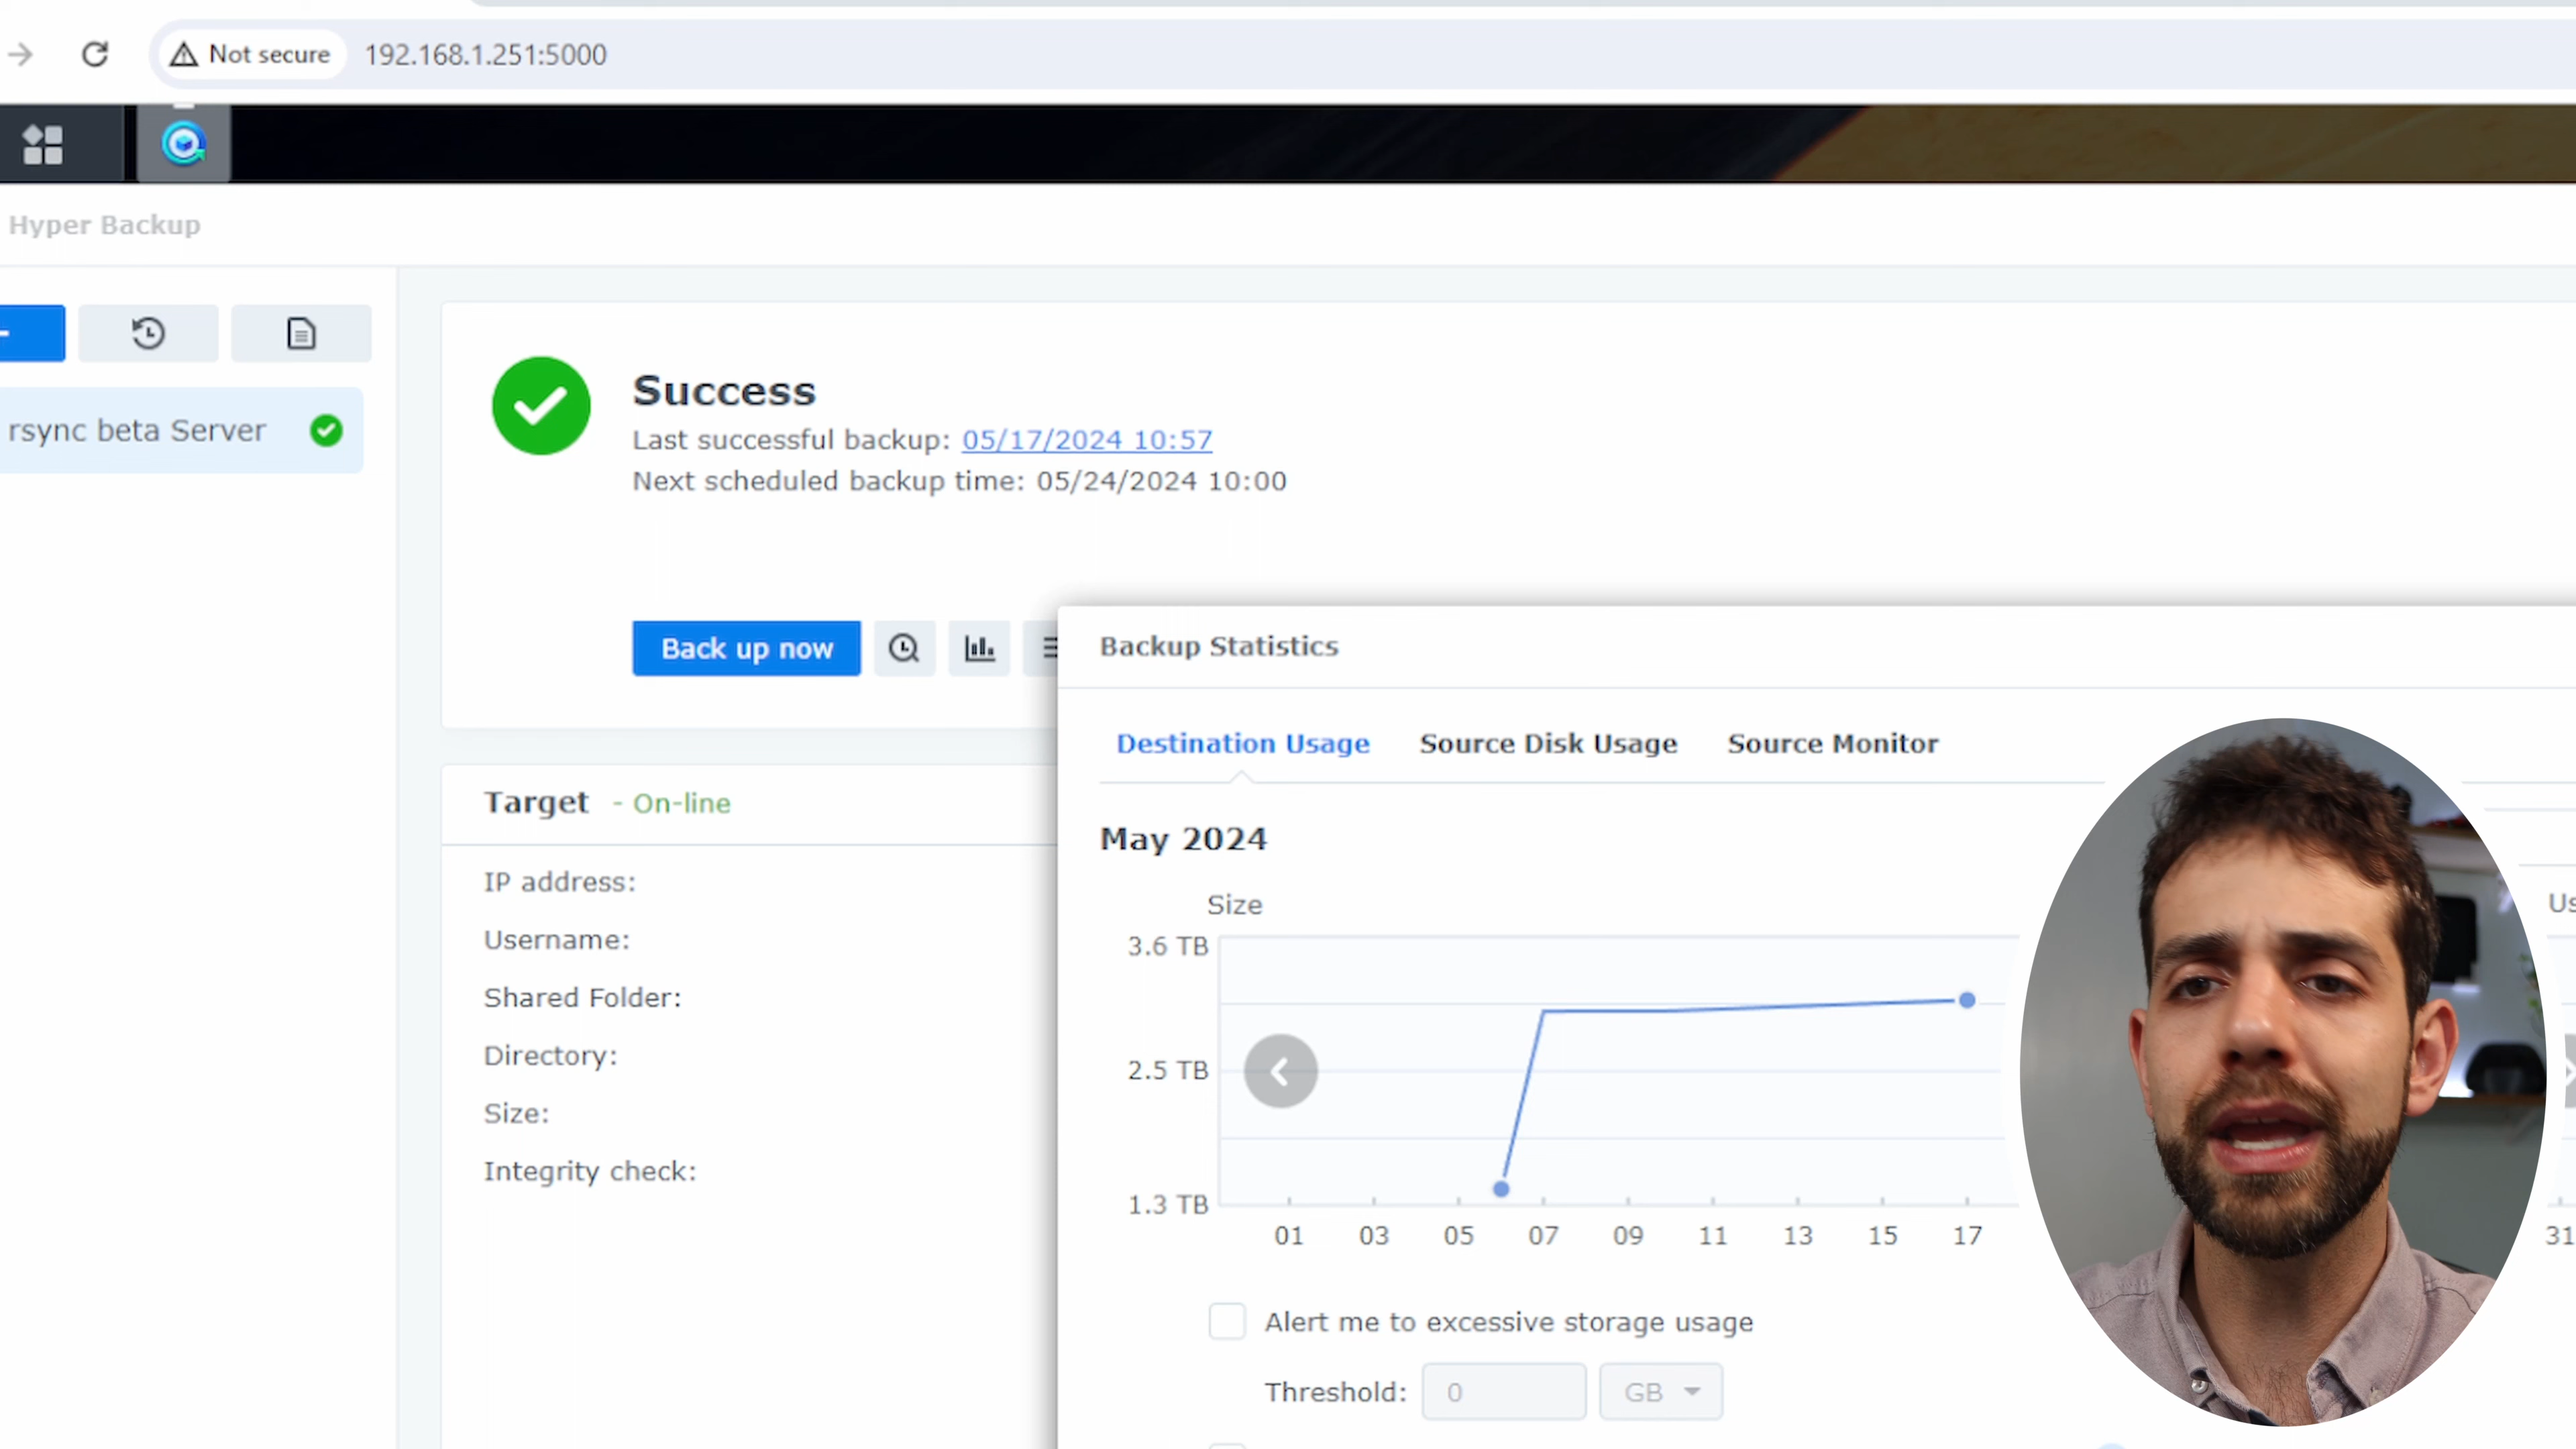 Not secure 192.168.1.251:5000
Hyper Backup
rsync beta Server
Success
Last successful backup: 05/17/2024 10:57
Next scheduled backup time: 05/24/2024 10:00
Back up now
Target - On-line
IP address:
Username:
Shared Folder:
Directory:
Size:
Integrity check:
Backup Statistics
Destination Usage Source Disk Usage Source Monitor
May 2024
Size
3.6 TB
2.5 TB
1.3 TB
01 03 05 07 09 11 13 15 17 31
Alert me to excessive storage usage
Threshold: 0 GB